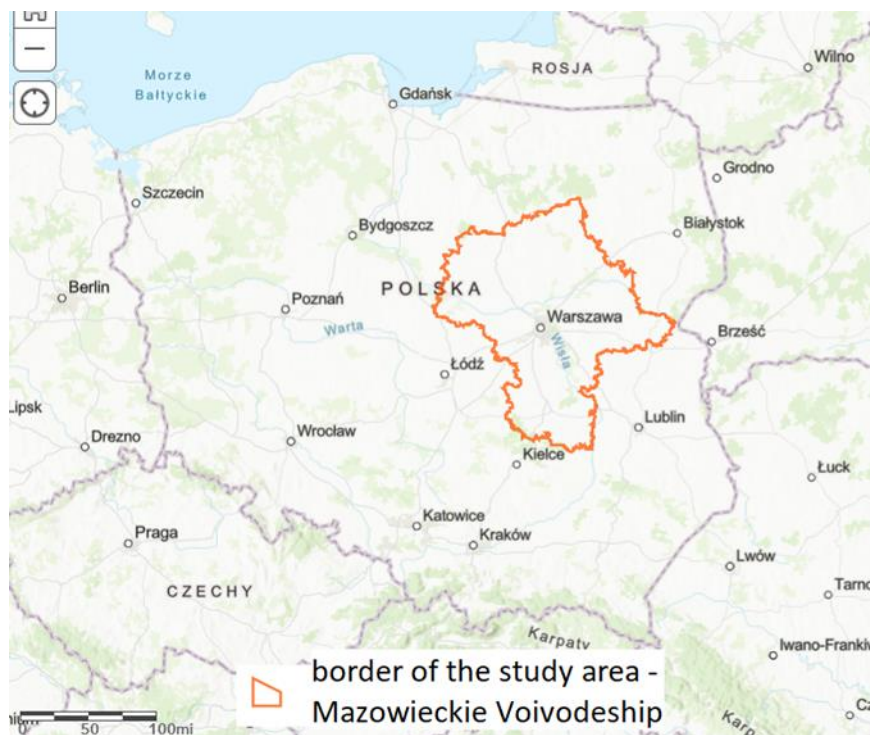 Wilno
Morze
Bałtyckie
ROSJA
Gdańsk
Grodno
Szczecin
Białystok
Bydgoszcz
Berlin
POLSKA
Poznań
Warszawa
Warta
Brześć
Wisła
Łódź
Lipsk
Lublin
Drezno
Wrocław
Kielce
Łuck
Katowice
Praga
Kraków
Lwów
CZECHY
Tarno
Karpaty
Iwano-Frankiw
border of the study area -
Mazowieckie Voivodeship
0 50 100mi